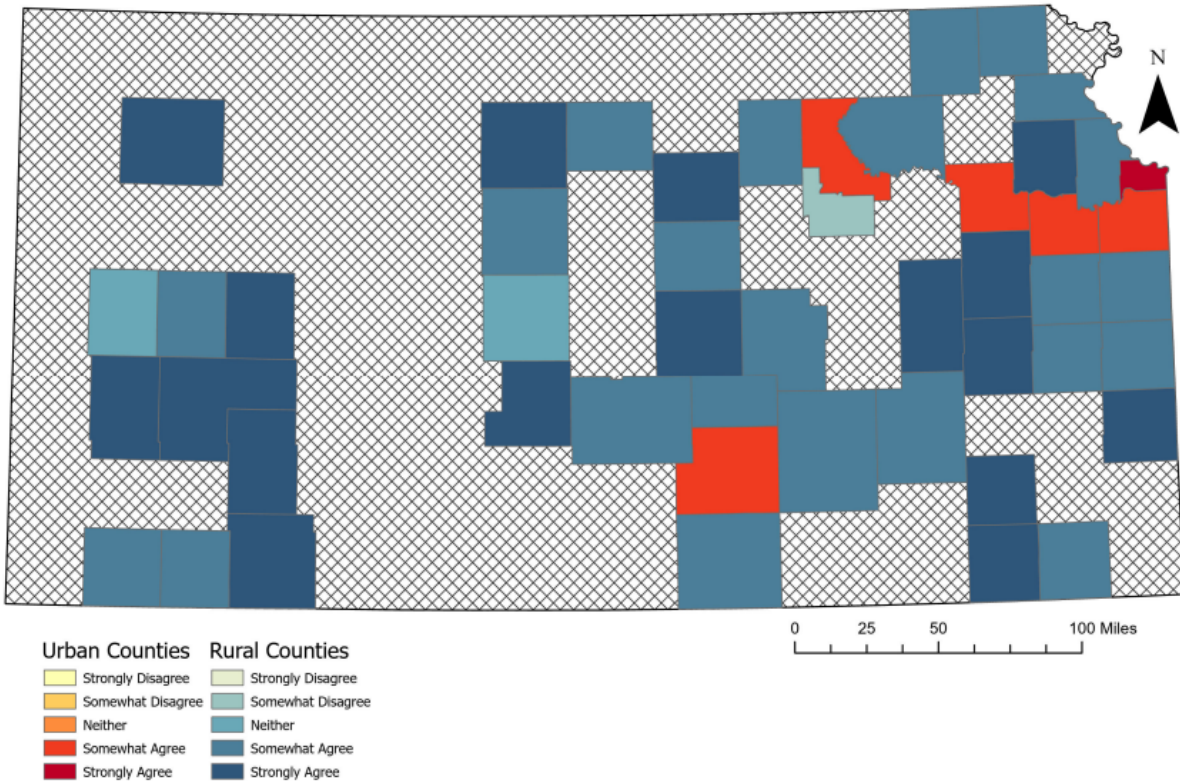 N
0 25 50 100 Miles
Urban Counties Rural Counties
Strongly Disagree Strongly Disagree
Somewhat Disagree Somewhat Disagree
Neither Neither
Somewhat Agree Somewhat Agree
Strongly Agree Strongly Agree